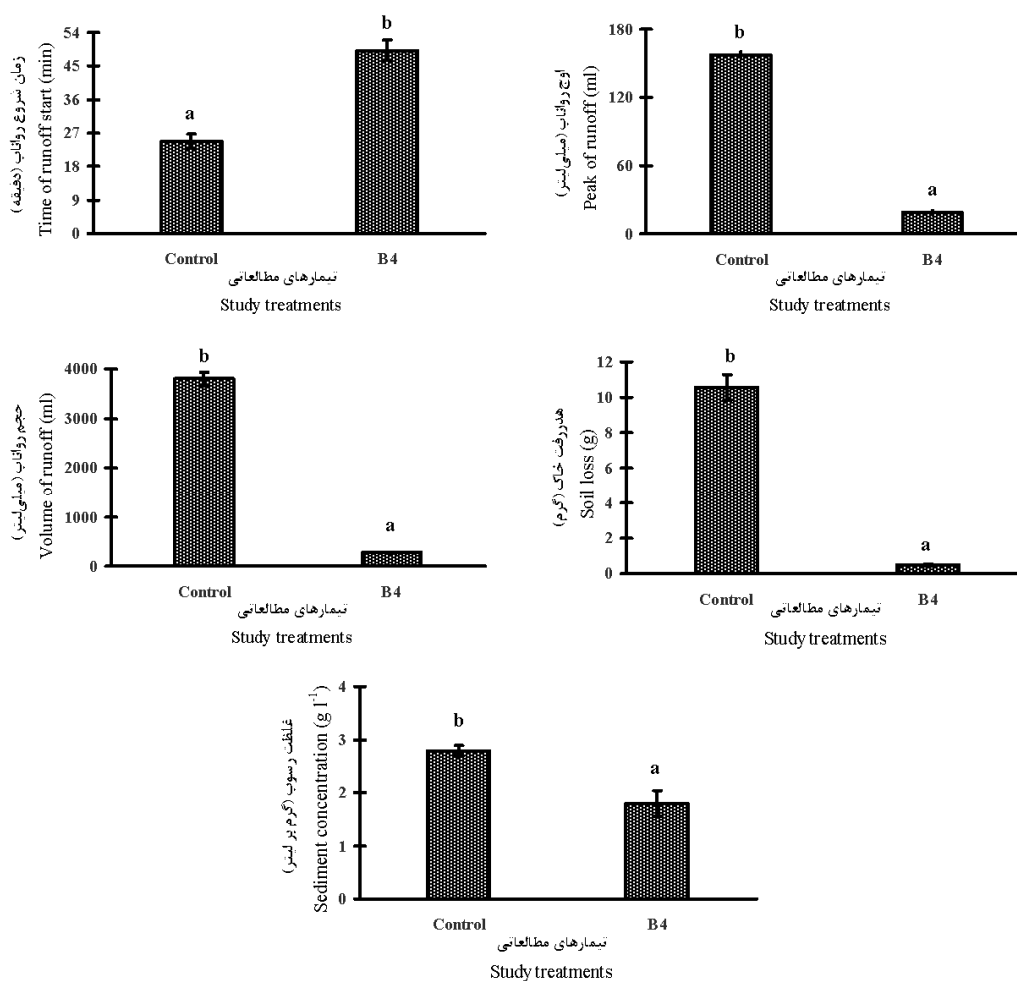 زمان شروع رواناب (دقیقه)
Time of runoff start (min)
54
45
36
27
18
9
0
a
b
Control
B4
تیمارهای مطالعاتی
Study treatments
اوج رواناب (میلی‌لیتر)
Peak of runoff (ml)
180
120
60
0
b
a
Control
B4
تیمارهای مطالعاتی
Study treatments
حجم رواناب (میلی‌لیتر)
Volume of runoff (ml)
4000
3000
2000
1000
0
b
a
Control
B4
تیمارهای مطالعاتی
Study treatments
هدررفت خاک (گرم)
Soil loss (g)
12
10
8
6
4
2
0
b
a
Control
B4
تیمارهای مطالعاتی
Study treatments
غلظت رسوب (گرم بر لیتر)
Sediment concentration (g l⁻¹)
4
3
2
1
0
b
a
Control
B4
تیمارهای مطالعاتی
Study treatments